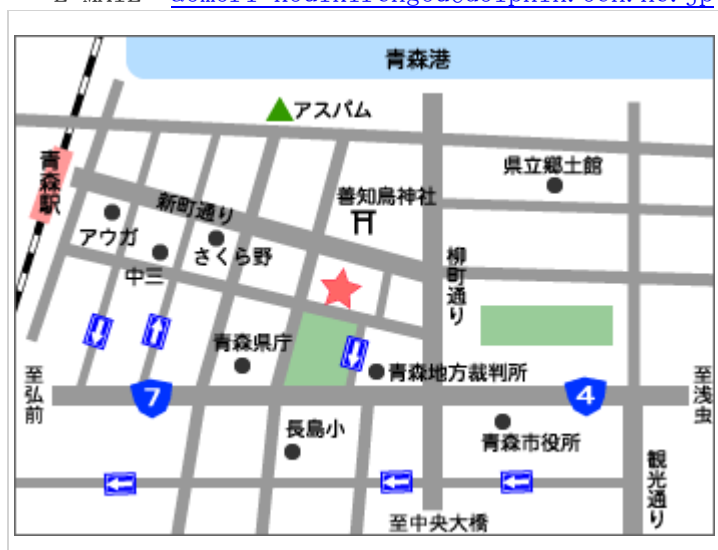 青森港
アスパム
県立郷土館
青森駅
善知鳥神社
新町通り
アウガ
さくら野
中三
柳町通り
青森県庁
青森地方裁判所
至弘前
7
4
至浅虫
長島小
青森市役所
観光通り
至中央大橋